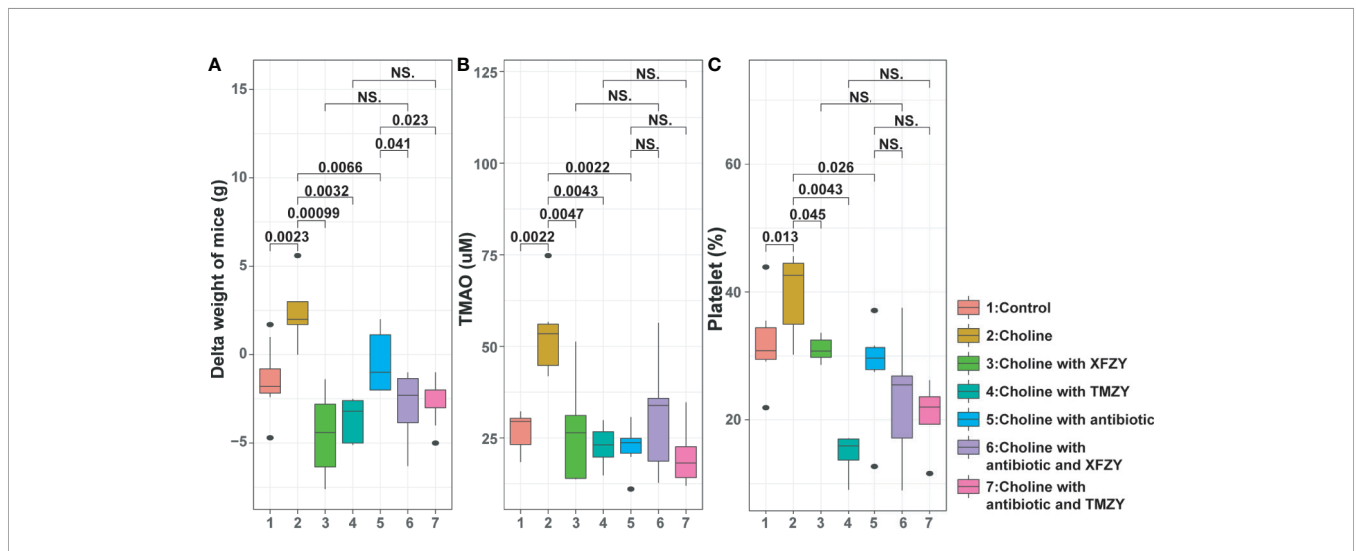 A
Delta weight of mice (g)
15
10
5
0
−5
NS.
NS.
0.023
0.041
0.0066
0.0032
0.00099
0.0023
1 2 3 4 5 6 7
B
TMAO (uM)
125
100
75
50
25
NS.
NS.
NS.
NS.
0.0022
0.0043
0.0047
0.0022
1 2 3 4 5 6 7
C
Platelet (%)
60
40
20
NS.
NS.
NS.
NS.
0.026
0.0043
0.045
0.013
1 2 3 4 5 6 7
1:Control
2:Choline
3:Choline with XFZY
4:Choline with TMZY
5:Choline with antibiotic
6:Choline with
antibiotic and XFZY
7:Choline with
antibiotic and TMZY